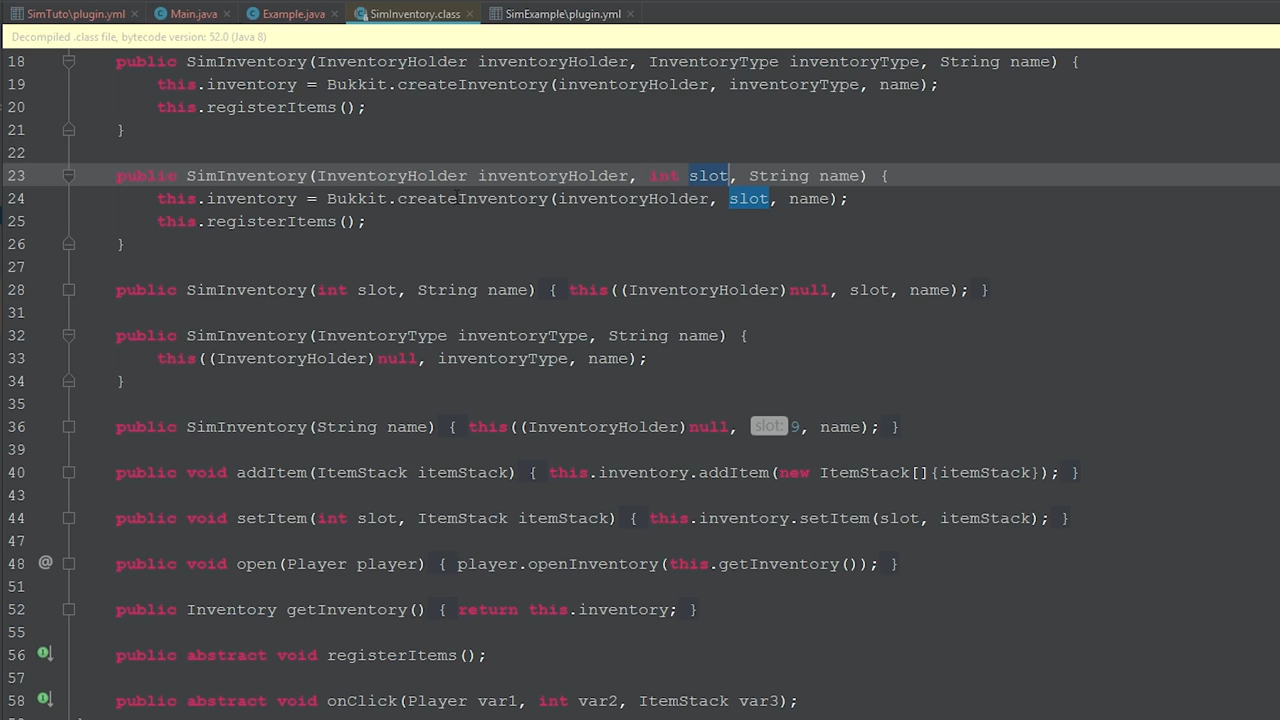 SimTuto\plugin.yml × Main.java × Example.java × SimInventory.class × SimExample\plugin.yml ×
Decompiled .class file, bytecode version: 52.0 (Java 8)
18 public SimInventory(InventoryHolder inventoryHolder, InventoryType inventoryType, String name) {
19 this.inventory = Bukkit.createInventory(inventoryHolder, inventoryType, name);
20 this.registerItems();
21 }
22
23 public SimInventory(InventoryHolder inventoryHolder, int slot, String name) {
24 this.inventory = Bukkit.createInventory(inventoryHolder, slot, name);
25 this.registerItems();
26 }
27
28 public SimInventory(int slot, String name) { this((InventoryHolder)null, slot, name); }
31
32 public SimInventory(InventoryType inventoryType, String name) {
33 this((InventoryHolder)null, inventoryType, name);
34 }
35
36 public SimInventory(String name) { this((InventoryHolder)null, slot: 9, name); }
39
40 public void addItem(ItemStack itemStack) { this.inventory.addItem(new ItemStack[]{itemStack}); }
43
44 public void setItem(int slot, ItemStack itemStack) { this.inventory.setItem(slot, itemStack); }
47
48 @ public void open(Player player) { player.openInventory(this.getInventory()); }
51
52 public Inventory getInventory() { return this.inventory; }
55
56 public abstract void registerItems();
57
58 public abstract void onClick(Player var1, int var2, ItemStack var3);